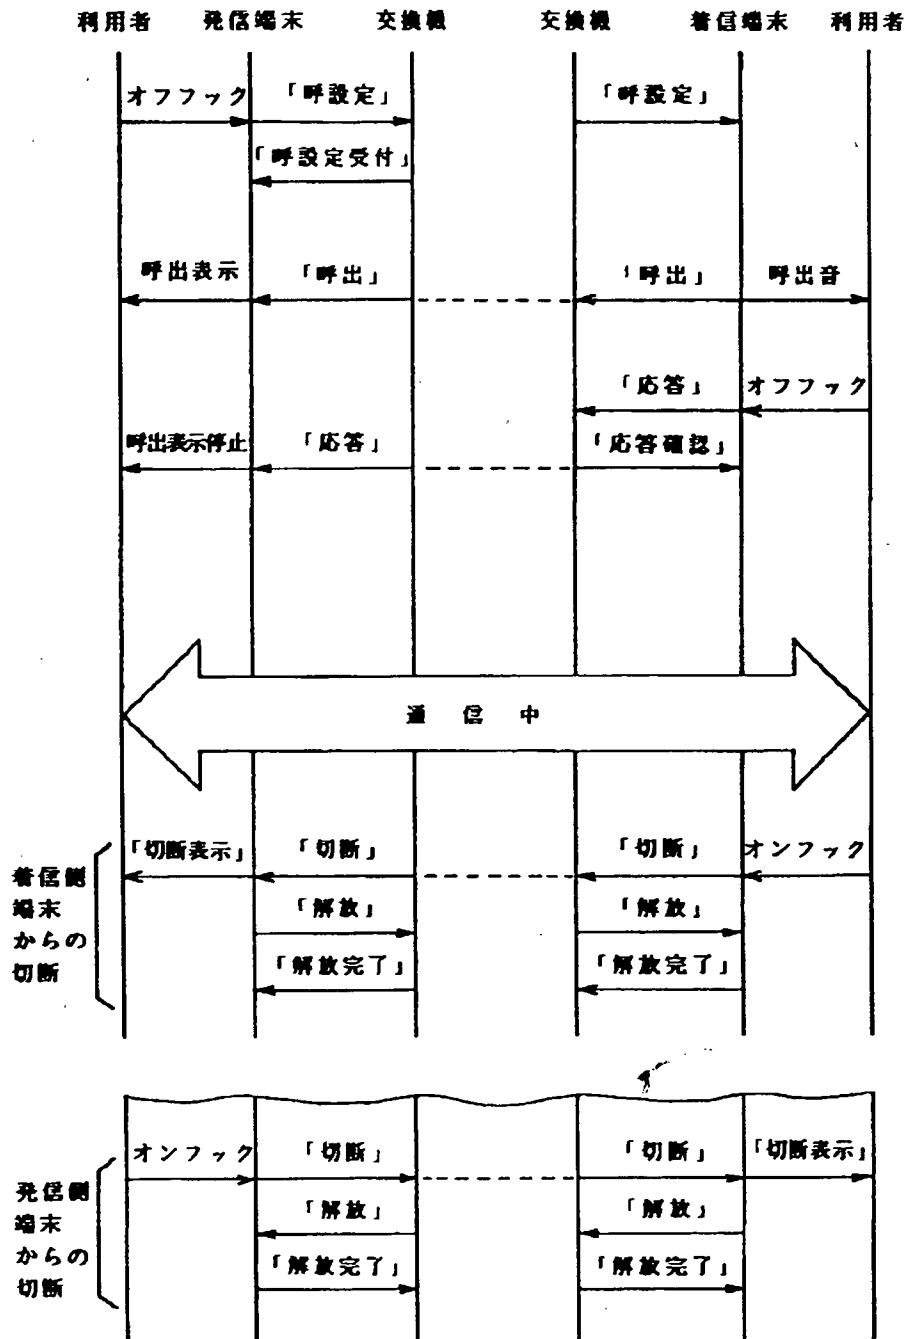 利用者 発信端末 交換機 交換機 着信端末 利用者
オフフック 「呼設定」 「呼設定」
「呼設定受付」
呼出表示 「呼出」 「呼出」 呼出音
「応答」 オフフック
呼出表示停止 「応答」 「応答確認」
通信中
「切断表示」 「切断」 「切断」 オンフック
着信側
端末
からの
切断
「解放」 「解放」
「解放完了」 「解放完了」
オンフック 「切断」 「切断」 「切断表示」
発信側
端末
からの
切断
「解放」 「解放」
「解放完了」 「解放完了」